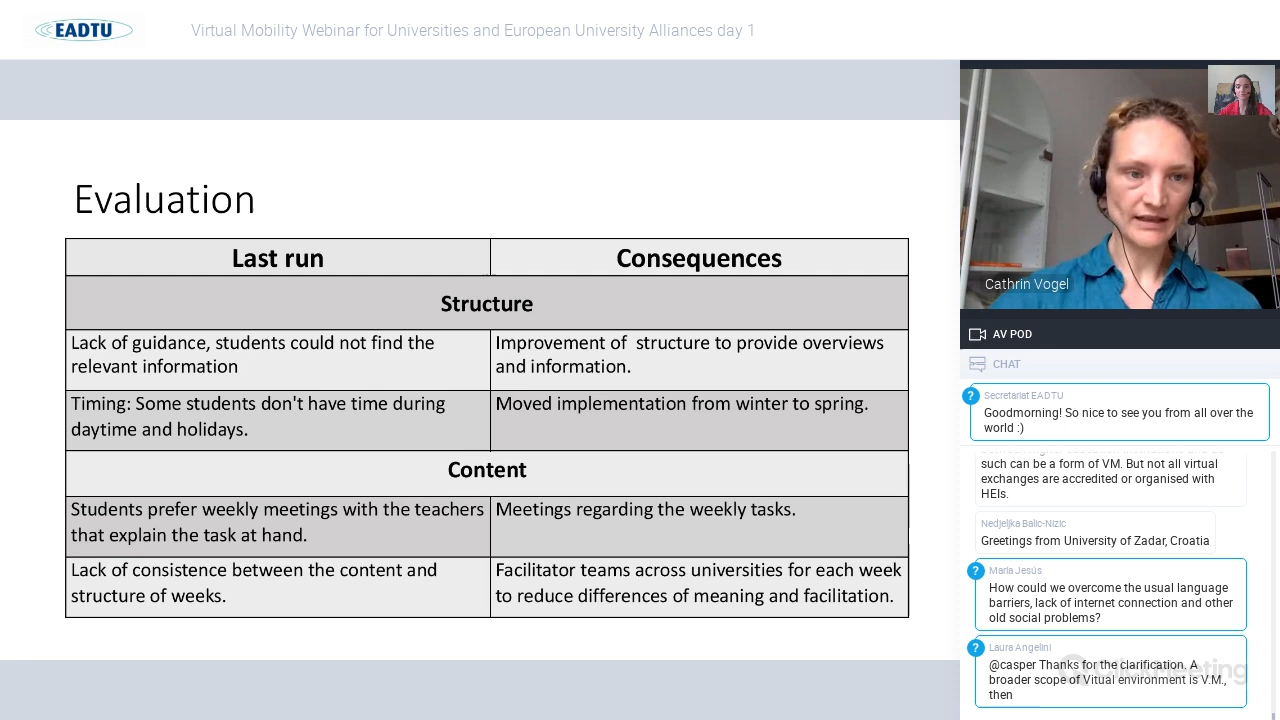 EADTU
Virtual Mobility Webinar for Universities and European University Alliances day 1
Evaluation
Last run
Consequences
Structure
Lack of guidance, students could not find the
relevant information
Improvement of structure to provide overviews
and information.
Timing: Some students don't have time during
daytime and holidays.
Moved implementation from winter to spring.
Content
Students prefer weekly meetings with the teachers
that explain the task at hand.
Meetings regarding the weekly tasks.
Lack of consistence between the content and
structure of weeks.
Facilitator teams across universities for each week
to reduce differences of meaning and facilitation.
Cathrin Vogel
AV POD
CHAT
?
Secretariat EADTU
Goodmorning! So nice to see you from all over the
world :)
such can be a form of VM. But not all virtual
exchanges are accredited or organised with
HEIs.
Nedjeljka Balic-Nizic
Greetings from University of Zadar, Croatia
?
Maria Jesús
How could we overcome the usual language
barriers, lack of internet connection and other
old social problems?
?
Laura Angelini
@casper Thanks for the clarification. A
broader scope of Vitual environment is V.M.,
then
ClickMeeting